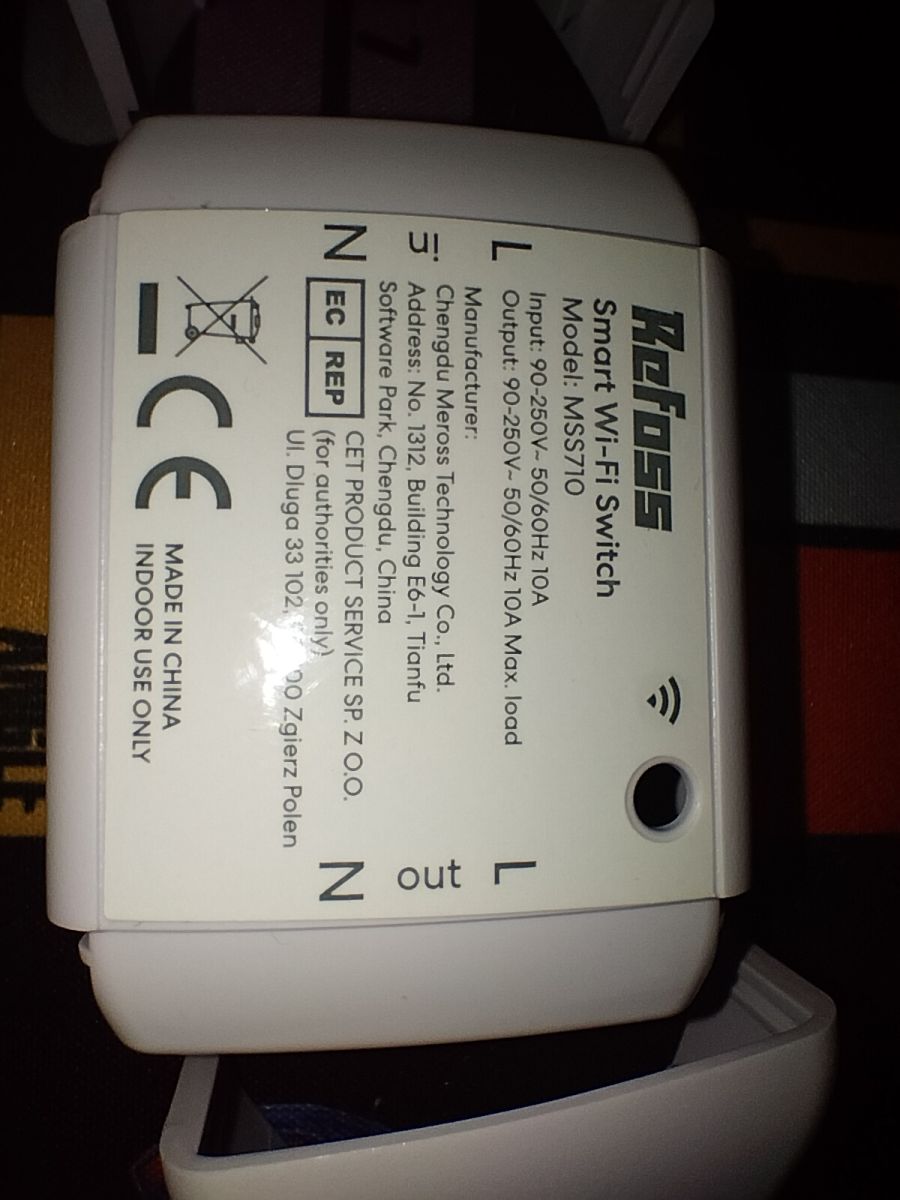 Refoss
Smart Wi-Fi Switch
Model: MSS710
Input: 90-250V~ 50/60Hz 10A
Output: 90-250V~ 50/60Hz 10A Max. load
L
L
Manufacturer:
Chengdu Meross Technology Co., Ltd.
in
out
Address: No. 1312, Building E6-1, Tianfu
Software Park, Chengdu, China
N
N
EC REP
CET PRODUCT SERVICE SP. Z O.O.
(for authorities only)
Ul. Dluga 33 102, Zgierz Polen
CE
MADE IN CHINA
INDOOR USE ONLY